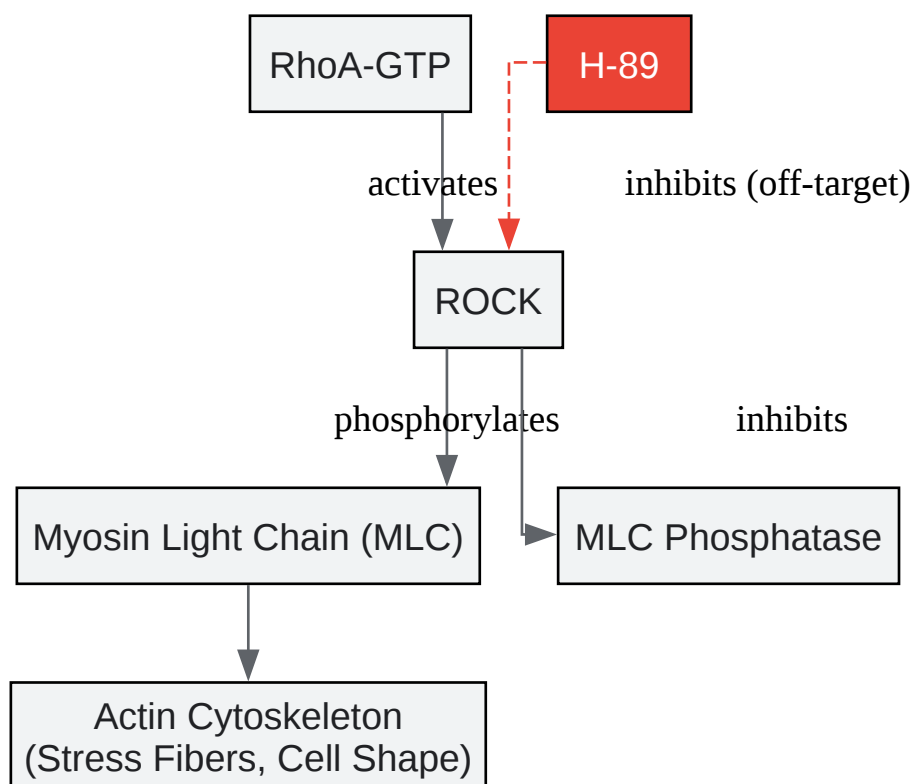 RhoA-GTP
H-89
activates
inhibits (off-target)
ROCK
phosphorylates
inhibits
Myosin Light Chain (MLC)
MLC Phosphatase
Actin Cytoskeleton
(Stress Fibers, Cell Shape)